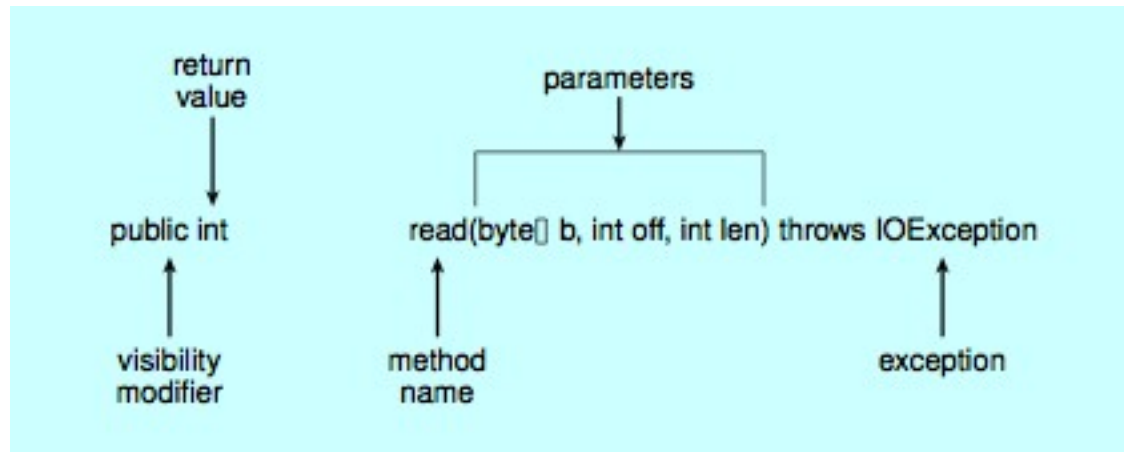 return
value
parameters
public int read(byte[] b, int off, int len) throws IOException
visibility
modifier
method
name
exception